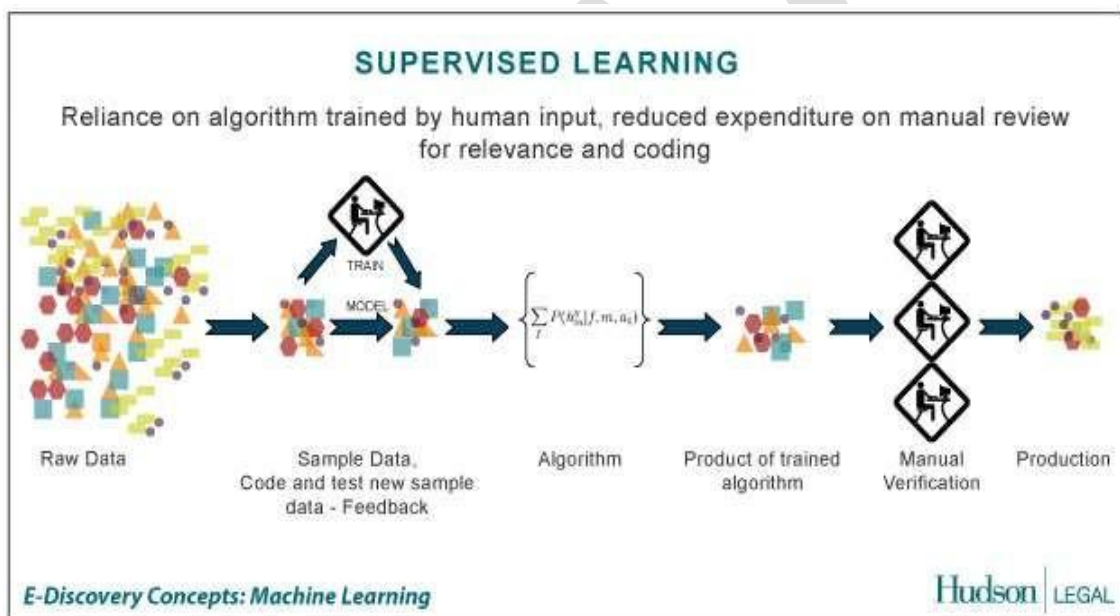 SUPERVISED LEARNING
Reliance on algorithm trained by human input, reduced expenditure on manual review
for relevance and coding
TRAIN
MODEL
Raw Data
Sample Data,
Code and test new sample
data - Feedback
Algorithm
Product of trained
algorithm
Manual
Verification
Production
E-Discovery Concepts: Machine Learning
Hudson LEGAL